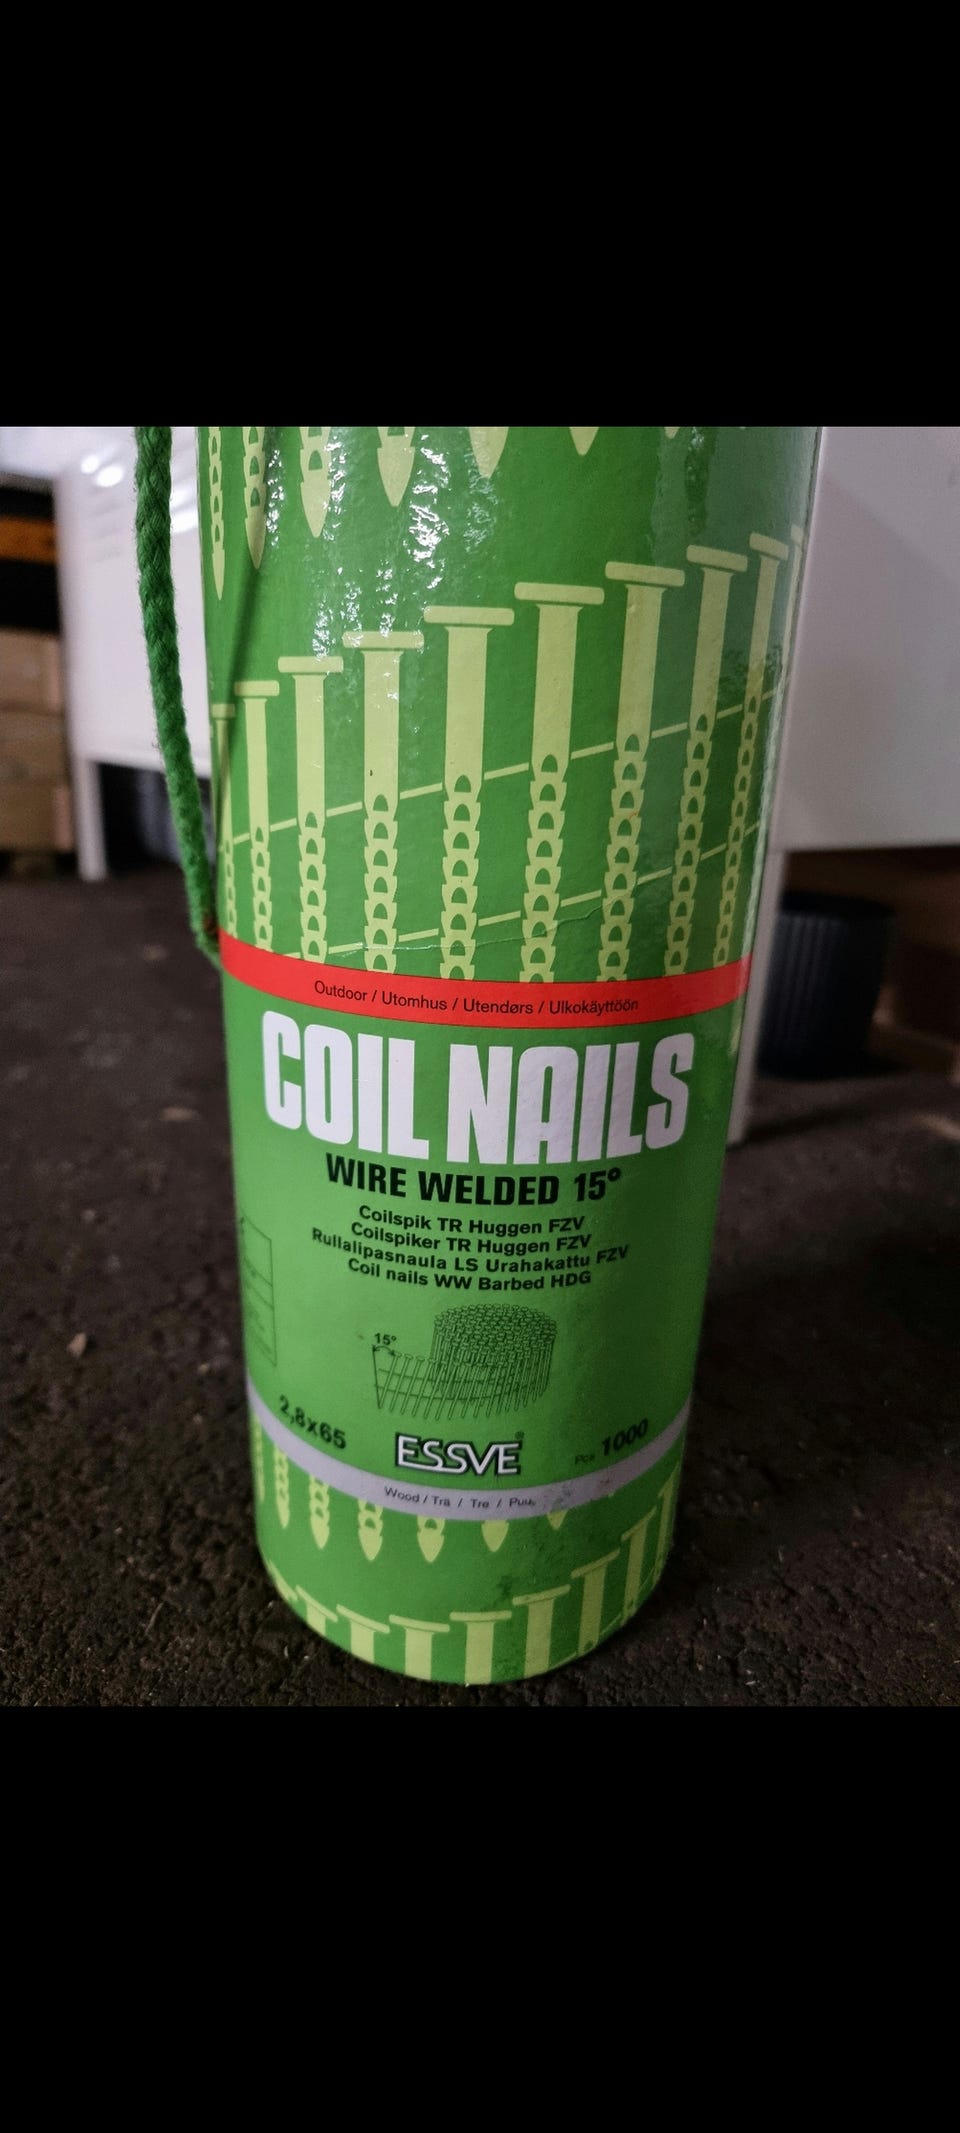 Outdoor / Utomhus / Utendørs / Ulkokäyttöön
COIL NAILS
WIRE WELDED 15°
Coilspik TR Huggen FZV
Coilspiker TR Huggen FZV
Rullalipasnaula LS Urahakattu FZV
Coil nails WW Barbed HDG
15°
2,8x65
ESSVE®
Pcs 1000
Wood / Trä / Tre / Puu